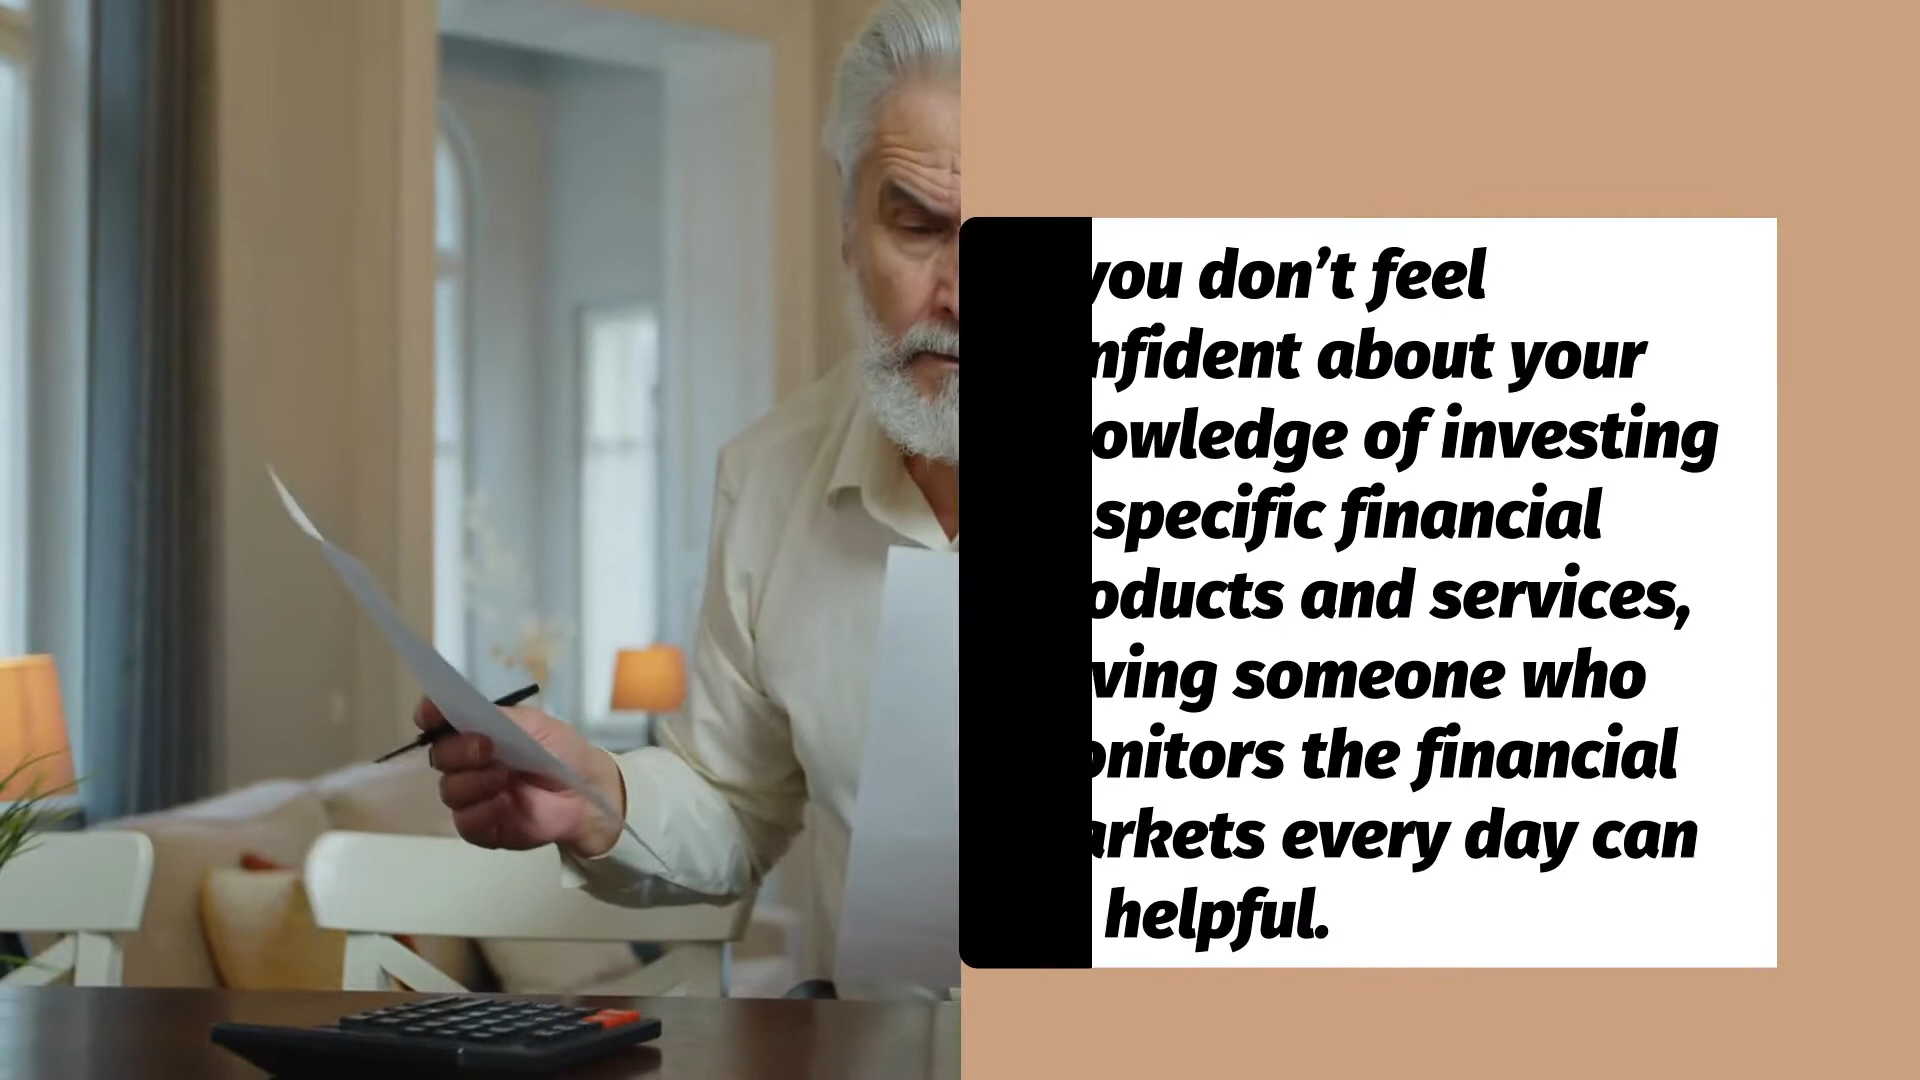 you don’t feel
nfident about your
owledge of investing
specific financial
oducts and services,
ving someone who
onitors the financial
arkets every day can
helpful.